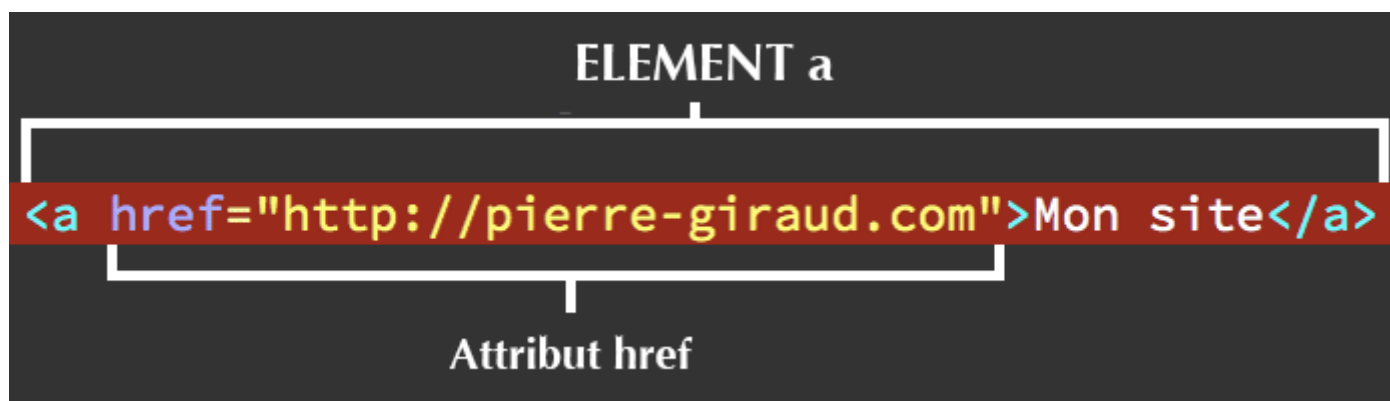 ELEMENT a
<a href="http://pierre-giraud.com">Mon site</a>
Attribut href